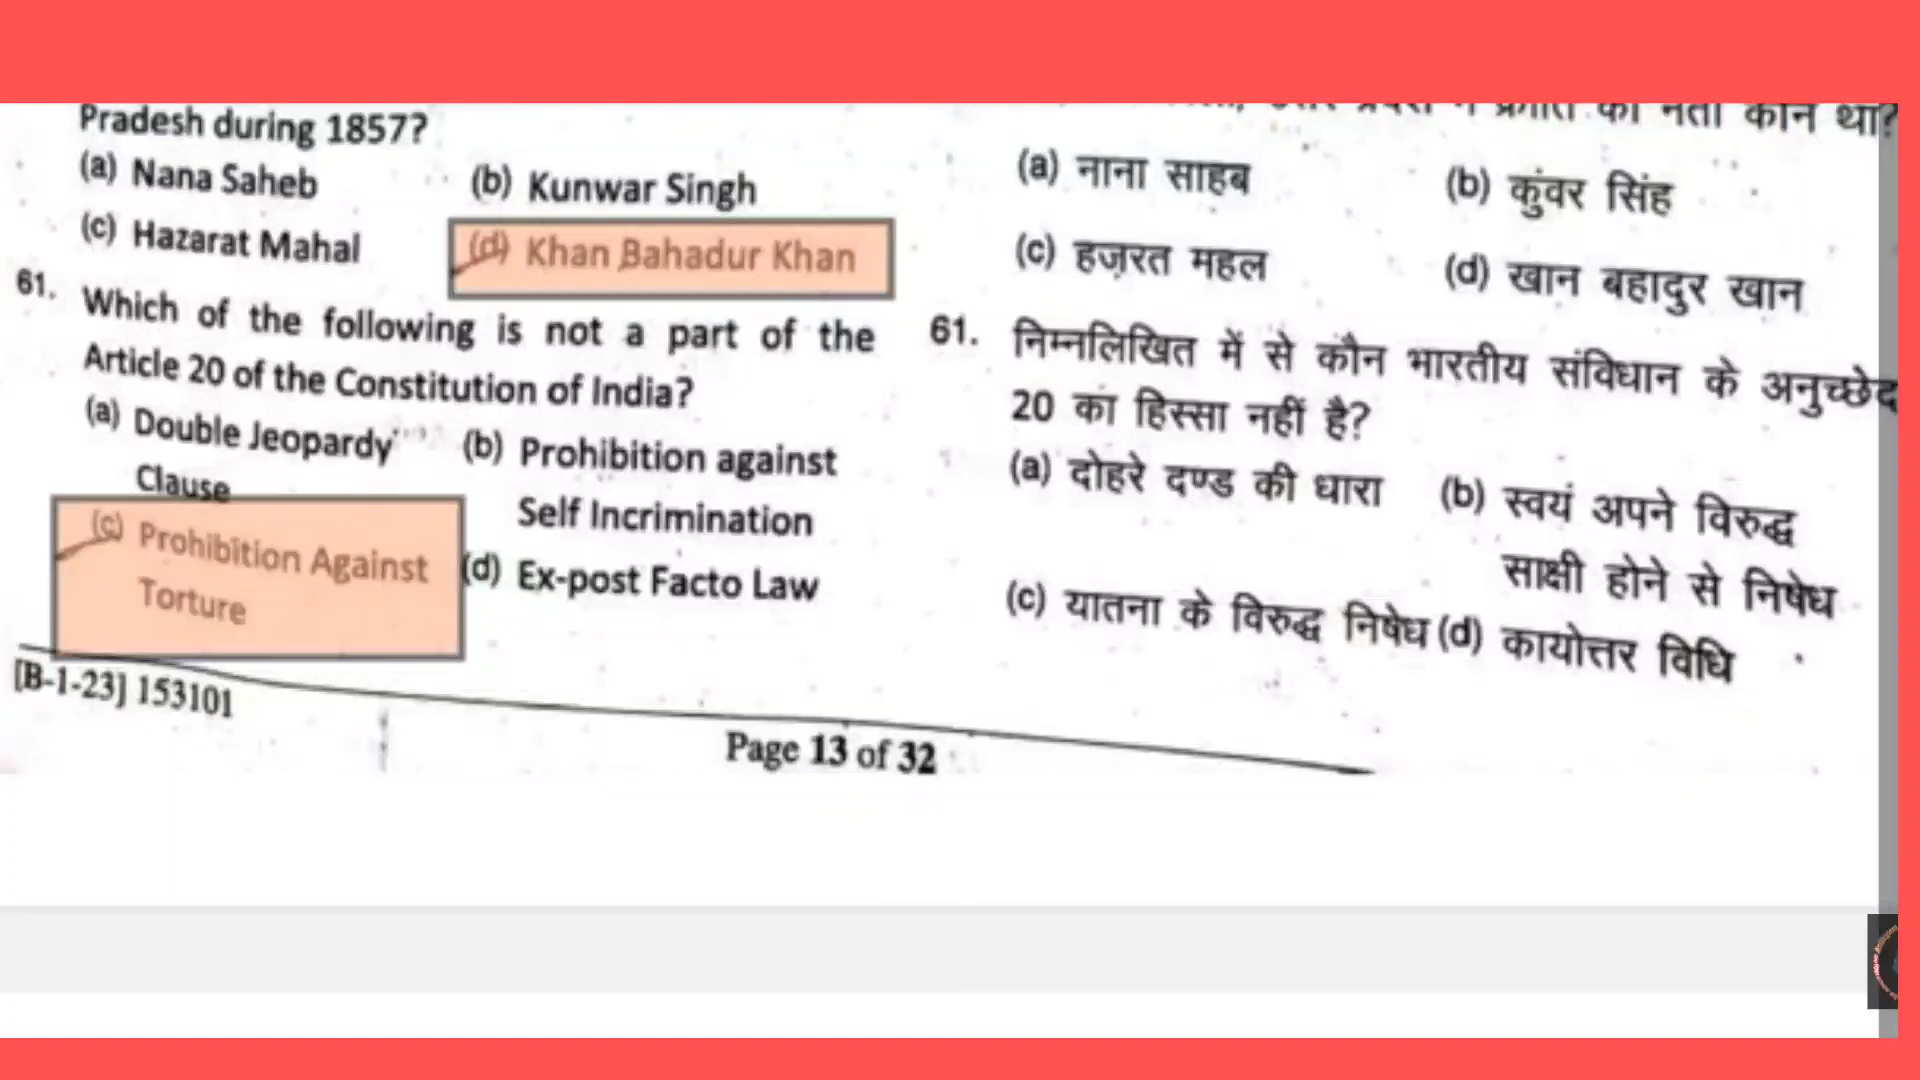 Pradesh during 1857?
(a) Nana Saheb (b) Kunwar Singh
(c) Hazarat Mahal (d) Khan Bahadur Khan
61. Which of the following is not a part of the
Article 20 of the Constitution of India?
(a) Double Jeopardy (b) Prohibition against
Clause Self Incrimination
(c) Prohibition Against (d) Ex-post Facto Law
Torture
[B-1-23] 153101
Page 13 of 32
उत्तर प्रदेश में क्रांति का नेता कौन था?
(a) नाना साहब (b) कुंवर सिंह
(c) हज़रत महल (d) खान बहादुर खान
61. निम्नलिखित में से कौन भारतीय संविधान के अनुच्छेद
20 का हिस्सा नहीं है?
(a) दोहरे दण्ड की धारा (b) स्वयं अपने विरुद्ध
साक्षी होने से निषेध
(c) यातना के विरुद्ध निषेध (d) कार्योत्तर विधि